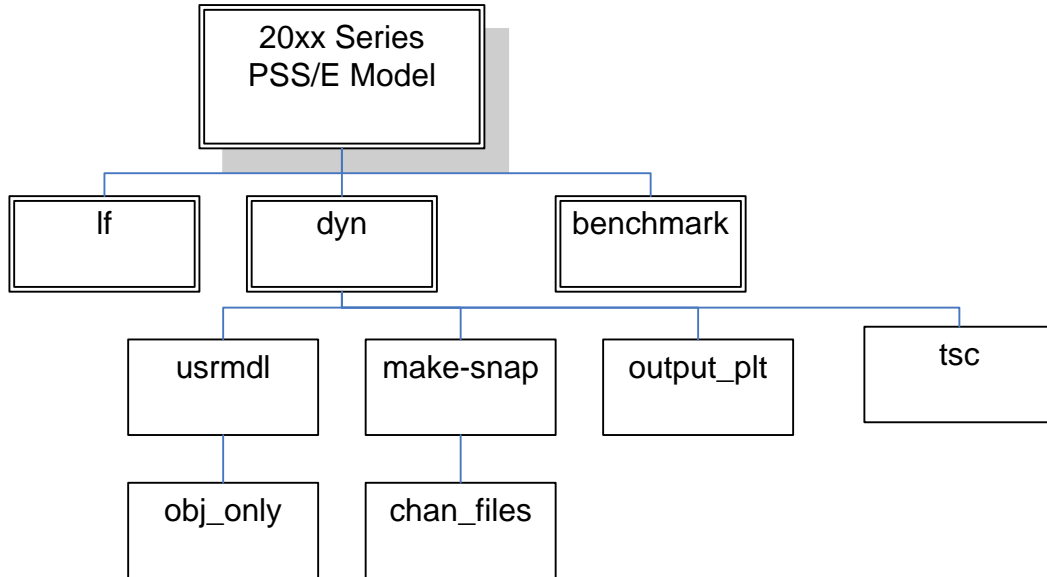 20xx Series
PSS/E Model
lf
dyn
benchmark
usrmdl
make-snap
output_plt
tsc
obj_only
chan_files